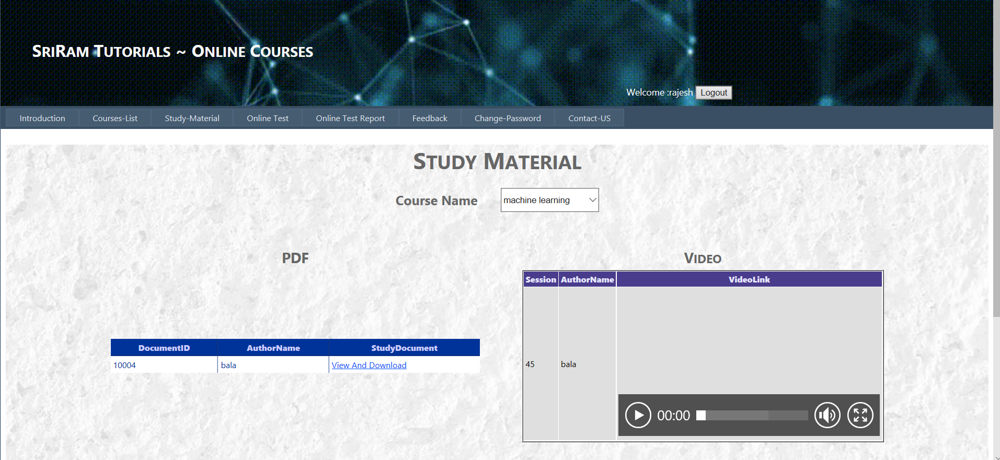 SriRam Tutorials ~ Online Courses
Welcome :rajesh Logout
Introduction Courses-List Study-Material Online Test Online Test Report Feedback Change-Password Contact-US
Study Material
Course Name machine learning
PDF
DocumentID AuthorName StudyDocument
10004 bala View And Download
Video
Session AuthorName VideoLink
45 bala
00:00